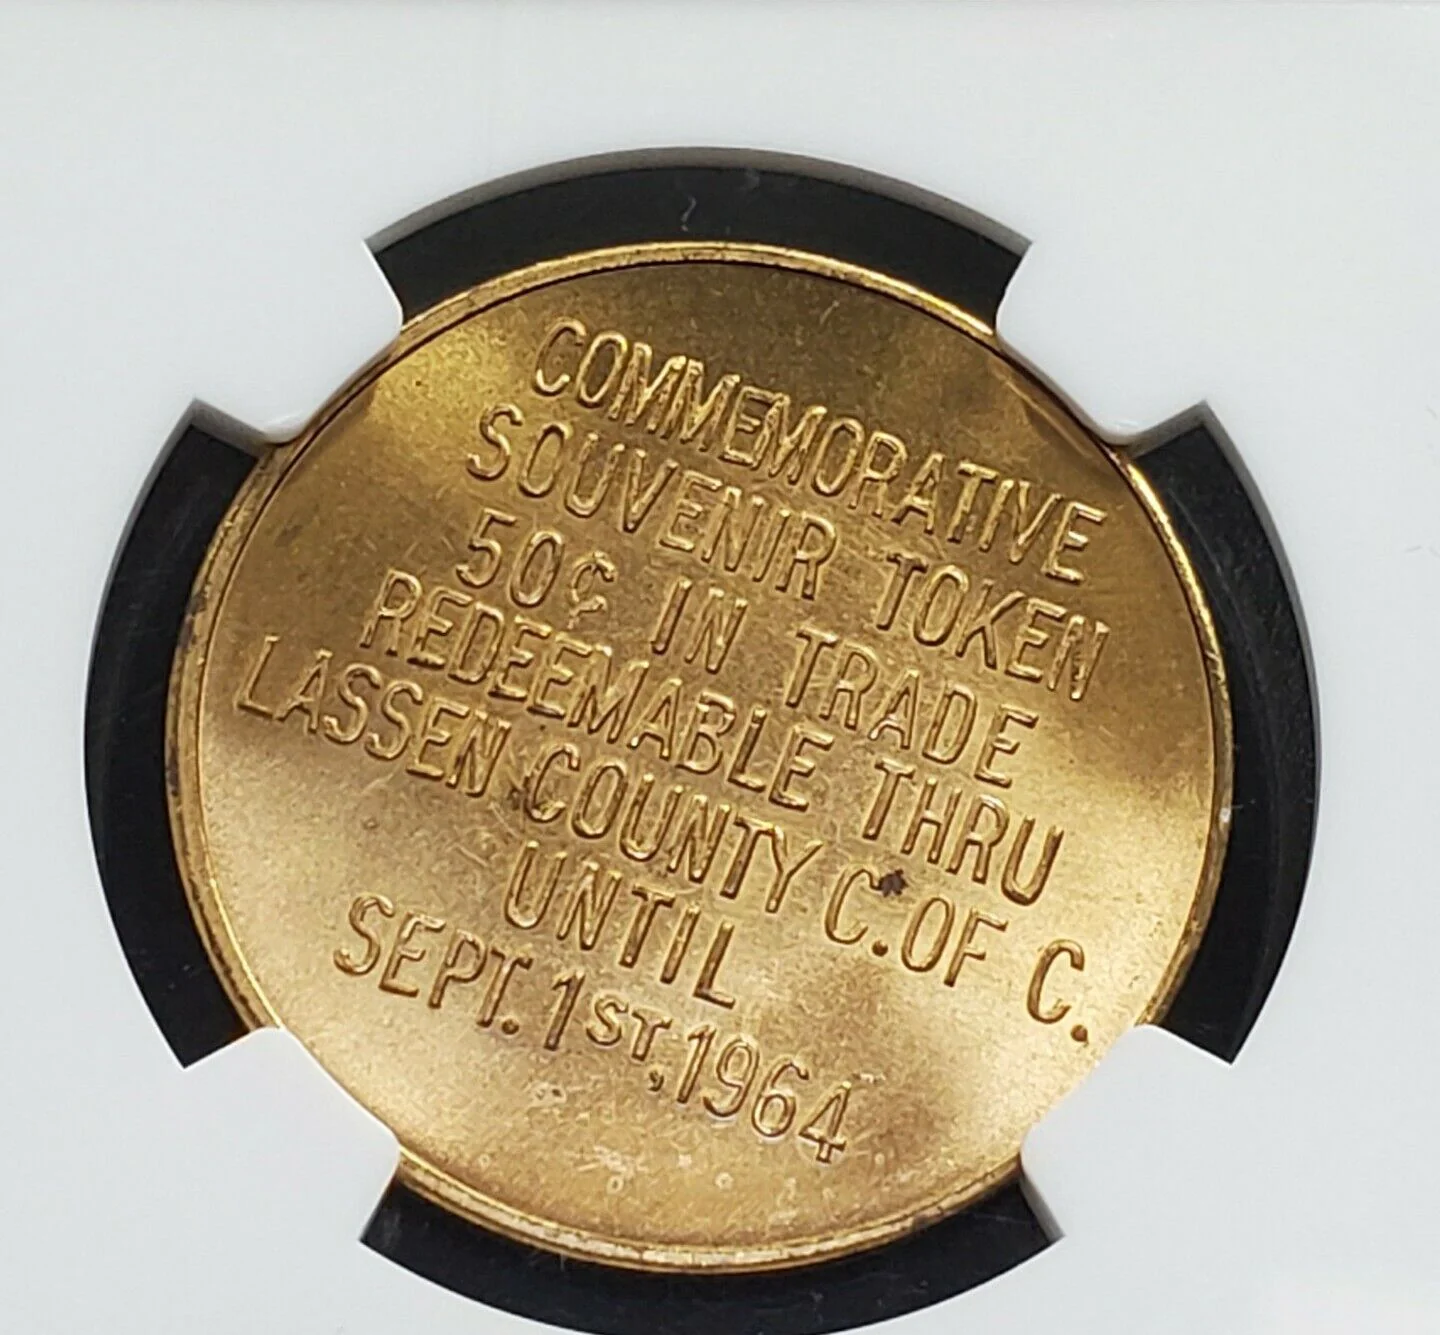 COMMEMORATIVE
SOUVENIR TOKEN
50¢ IN TRADE
REDEEMABLE THRU
LASSEN COUNTY C. OF C.
UNTIL
SEPT. 1ST, 1964